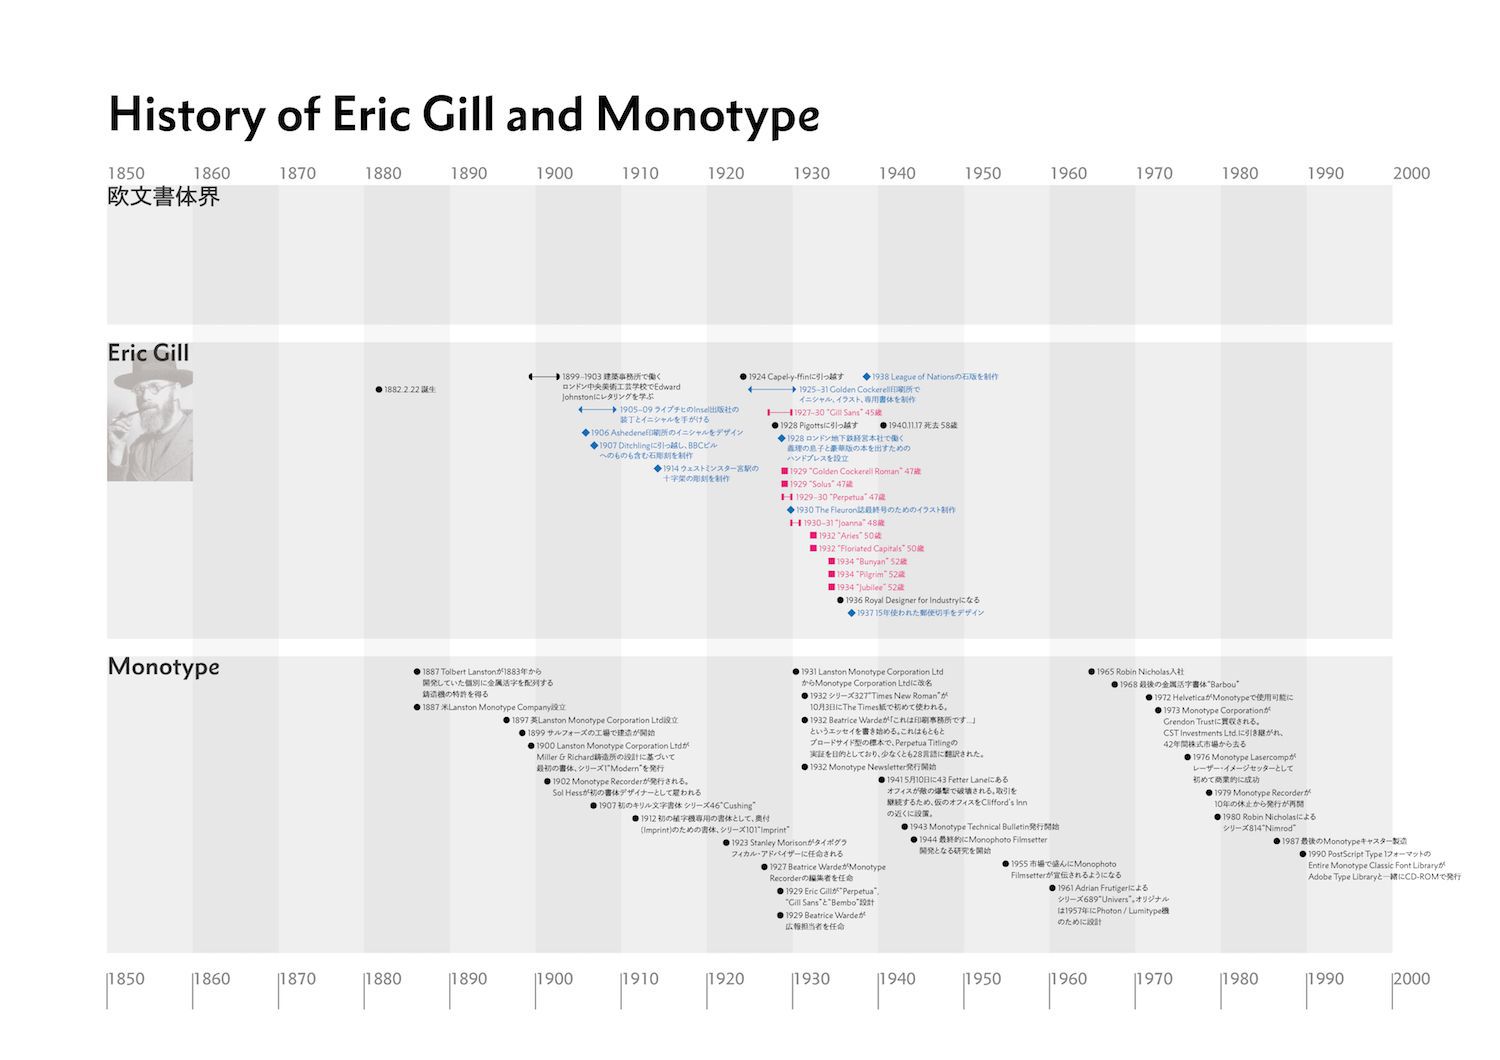 History of Eric Gill and Monotype
1850 1860 1870 1880 1890 1900 1910 1920 1930 1940 1950 1960 1970 1980 1990 2000
欧文書体界
Eric Gill
1882.2.22 誕生
1899–1903 建築事務所で働く
ロンドン中央美術工芸学校でEdward
Johnstonにレタリングを学ぶ
1905–09 ライプチヒのInsel出版社の
装丁とイニシャルを手がける
1906 Ashedene印刷所のイニシャルをデザイン
1907 Ditchlingに引っ越し、BBCビル
へのものも含む石彫刻を制作
1914 ウェストミンスター宮駅の
十字架の彫刻を制作
1924 Capel-y-ffinに引っ越す
1925–31 Golden Cockerell印刷所で
イニシャル、イラスト、専用書体を制作
1927–30 “Gill Sans” 45歳
1928 Pigottsに引っ越す
1928 ロンドン地下鉄経営本社で働く
義理の息子と豪華版の本を出すための
ハンドプレスを設立
1929 “Golden Cockerell Roman” 47歳
1929 “Solus” 47歳
1929–30 “Perpetua” 47歳
1930 The Fleuron誌最終号のためのイラスト制作
1930–31 “Joanna” 48歳
1932 “Aries” 50歳
1932 “Floriated Capitals” 50歳
1934 “Bunyan” 52歳
1934 “Pilgrim” 52歳
1934 “Jubilee” 52歳
1936 Royal Designer for Industryになる
1937 15年使われた郵便切手をデザイン
1938 League of Nationsの石版を制作
1940.11.17 死去 58歳
Monotype
1887 Tolbert Lanstonが1883年から
開発していた個別に金属活字を配列する
鋳造機の特許を得る
1887 米Lanston Monotype Company設立
1897 英Lanston Monotype Corporation Ltd設立
1899 サルフォーズの工場で建造が開始
1900 Lanston Monotype Corporation Ltdが
Miller & Richard鋳造所の設計に基づいて
最初の書体、シリーズ1“Modern”を発行
1902 Monotype Recorderが発行される。
Sol Hessが初の書体デザイナーとして雇われる
1907 初のキリル文字書体 シリーズ46“Cushing”
1912 初の植字機専用の書体として、奥付
(Imprint)のための書体、シリーズ101“Imprint”
1923 Stanley Morisonがタイポグラ
フィカル・アドバイザーに任命される
1927 Beatrice WardeがMonotype
Recorderの編集者を任命
1929 Eric Gillが“Perpetua”,
“Gill Sans”と“Bembo”設計
1929 Beatrice Wardeが
広報担当者を任命
1931 Lanston Monotype Corporation Ltd
からMonotype Corporation Ltdに改名
1932 シリーズ327“Times New Roman”が
10月3日にThe Times紙で初めて使われる。
1932 Beatrice Wardeが「これは印刷事務所です...」
というエッセイを書き始める。これはもともと
ブロードサイド型の標本で、Perpetua Titlingの
実証を目的としており、少なくとも28言語に翻訳された。
1932 Monotype Newsletter発行開始
1941 5月10日に43 Fetter Laneにある
オフィスが敵の爆撃で破壊される。取引を
継続するため、仮のオフィスをClifford's Inn
の近くに設置。
1943 Monotype Technical Bulletin発行開始
1944 最終的にMonophoto Filmsetter
開発となる研究を開始
1955 市場で盛んにMonophoto
Filmsetterが宣伝されるようになる
1961 Adrian Frutigerによる
シリーズ689“Univers”。オリジナル
は1957年にPhoton / Lumitype機
のために設計
1965 Robin Nicholas入社
1968 最後の金属活字書体“Barbou”
1972 HelveticaがMonotypeで使用可能に
1973 Monotype Corporationが
Grendon Trustに買収される。
CST Investments Ltd.に引き継がれ、
42年間株式市場から去る
1976 Monotype Lasercompが
レーザー・イメージセッターとして
初めて商業的に成功
1979 Monotype Recorderが
10年の休止から発行が再開
1980 Robin Nicholasによる
シリーズ814“Nimrod”
1987 最後のMonotypeキャスター製造
1990 PostScript Type 1フォーマットの
Entire Monotype Classic Font Libraryが
Adobe Type Libraryと一緒にCD-ROMで発行
1850 1860 1870 1880 1890 1900 1910 1920 1930 1940 1950 1960 1970 1980 1990 2000